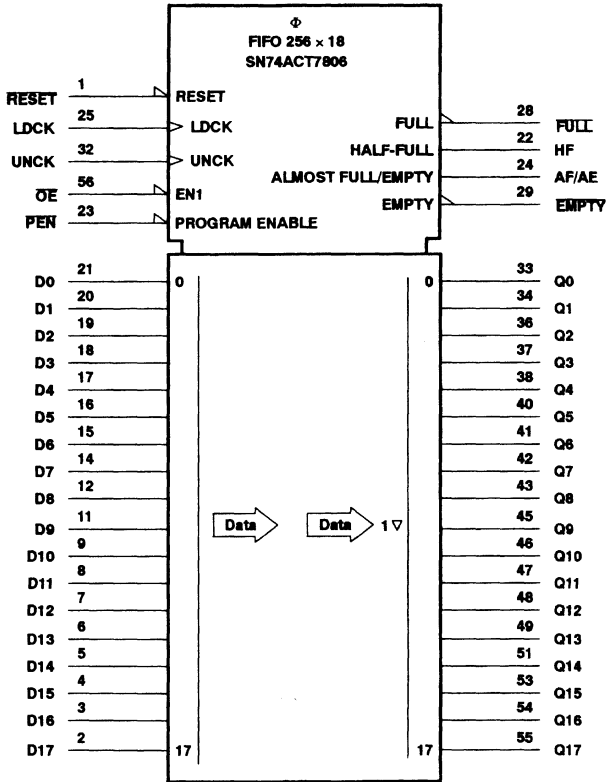 Φ
FIFO 256 × 18
SN74ACT7806
RESET 1 RESET
LDCK 25 LDCK
UNCK 32 UNCK
OE 56 EN1
PEN 23 PROGRAM ENABLE
FULL 28 FULL
HALF-FULL 22 HF
ALMOST FULL/EMPTY 24 AF/AE
EMPTY 29 EMPTY
D0 21 0 0 33 Q0
D1 20 34 Q1
D2 19 36 Q2
D3 18 37 Q3
D4 17 38 Q4
D5 16 40 Q5
D6 15 41 Q6
D7 14 42 Q7
D8 12 43 Q8
D9 11 Data Data 1 ▽ 45 Q9
D10 9 46 Q10
D11 8 47 Q11
D12 7 48 Q12
D13 6 49 Q13
D14 5 51 Q14
D15 4 53 Q15
D16 3 54 Q16
D17 2 17 17 55 Q17